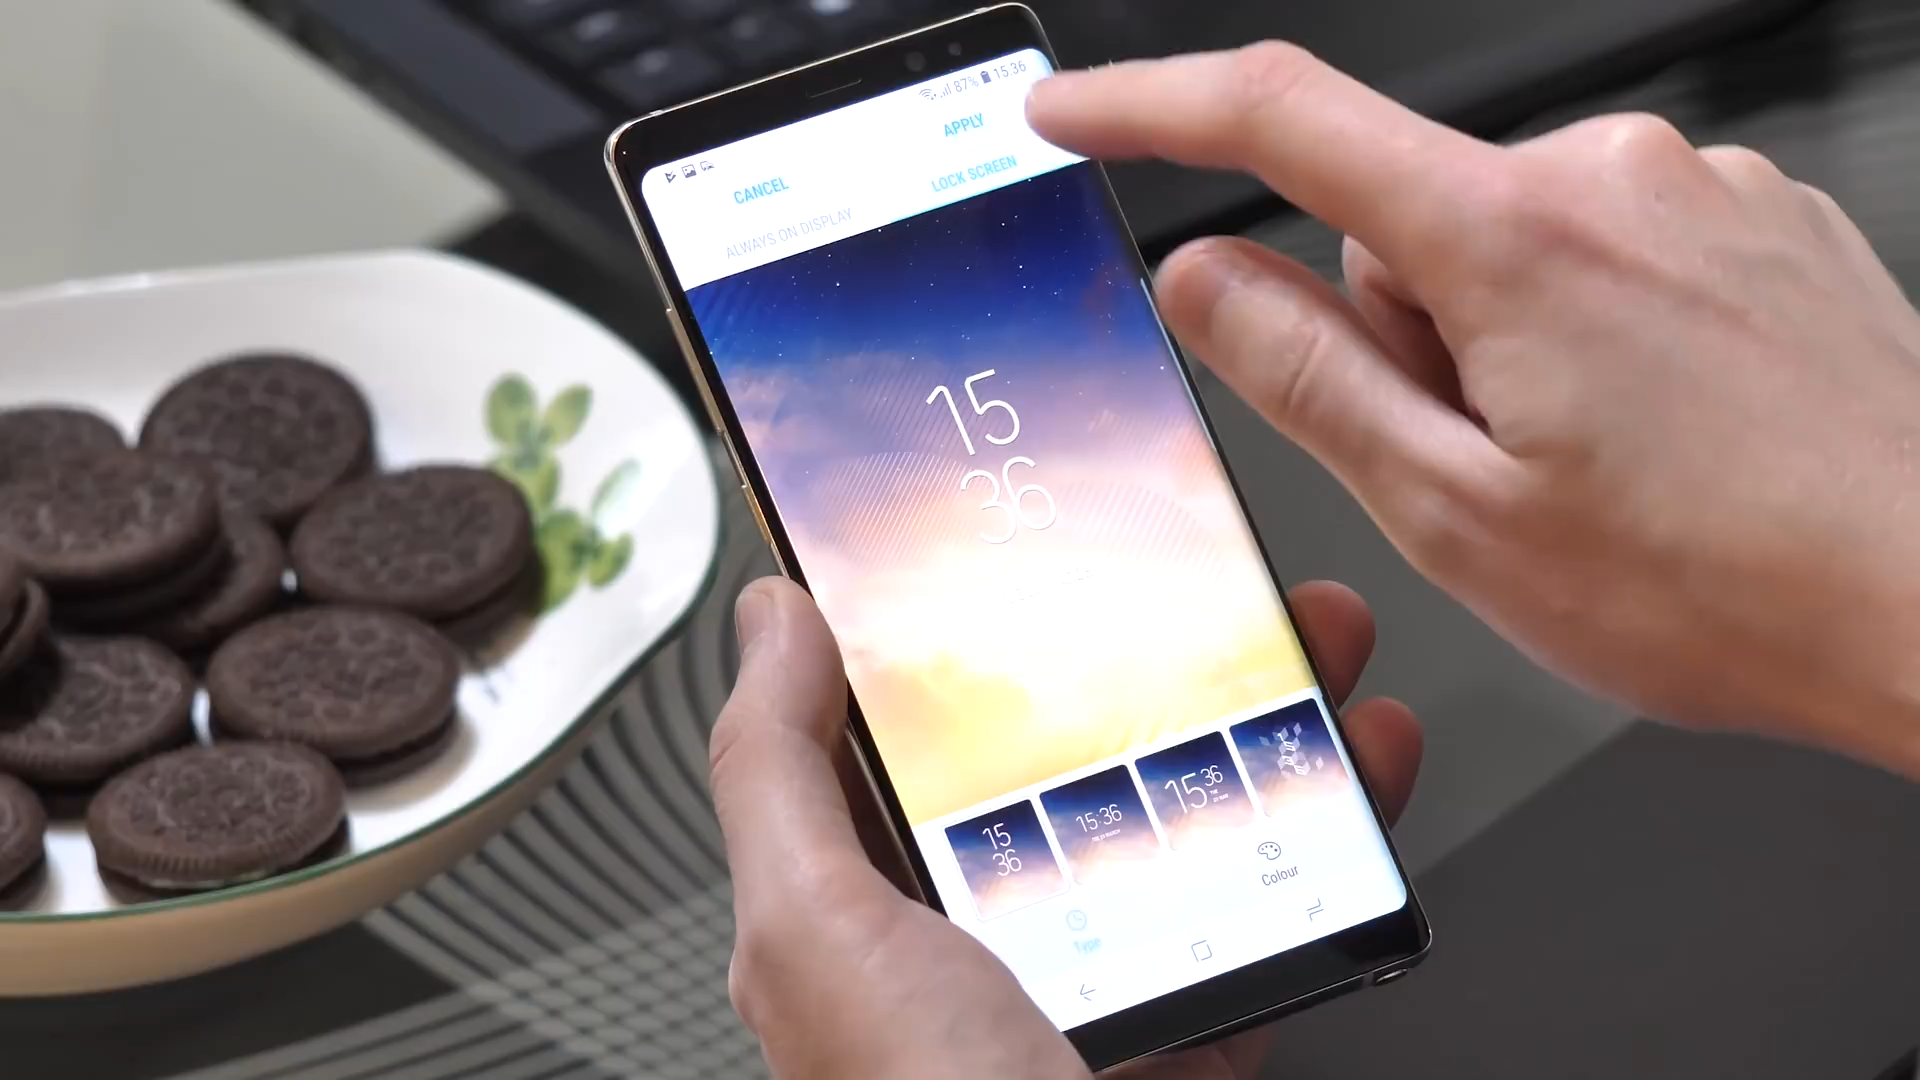 87% 15:36
CANCEL APPLY
ALWAYS ON DISPLAY LOCK SCREEN
15
36
15
36
15:36
15 36
Type Colour